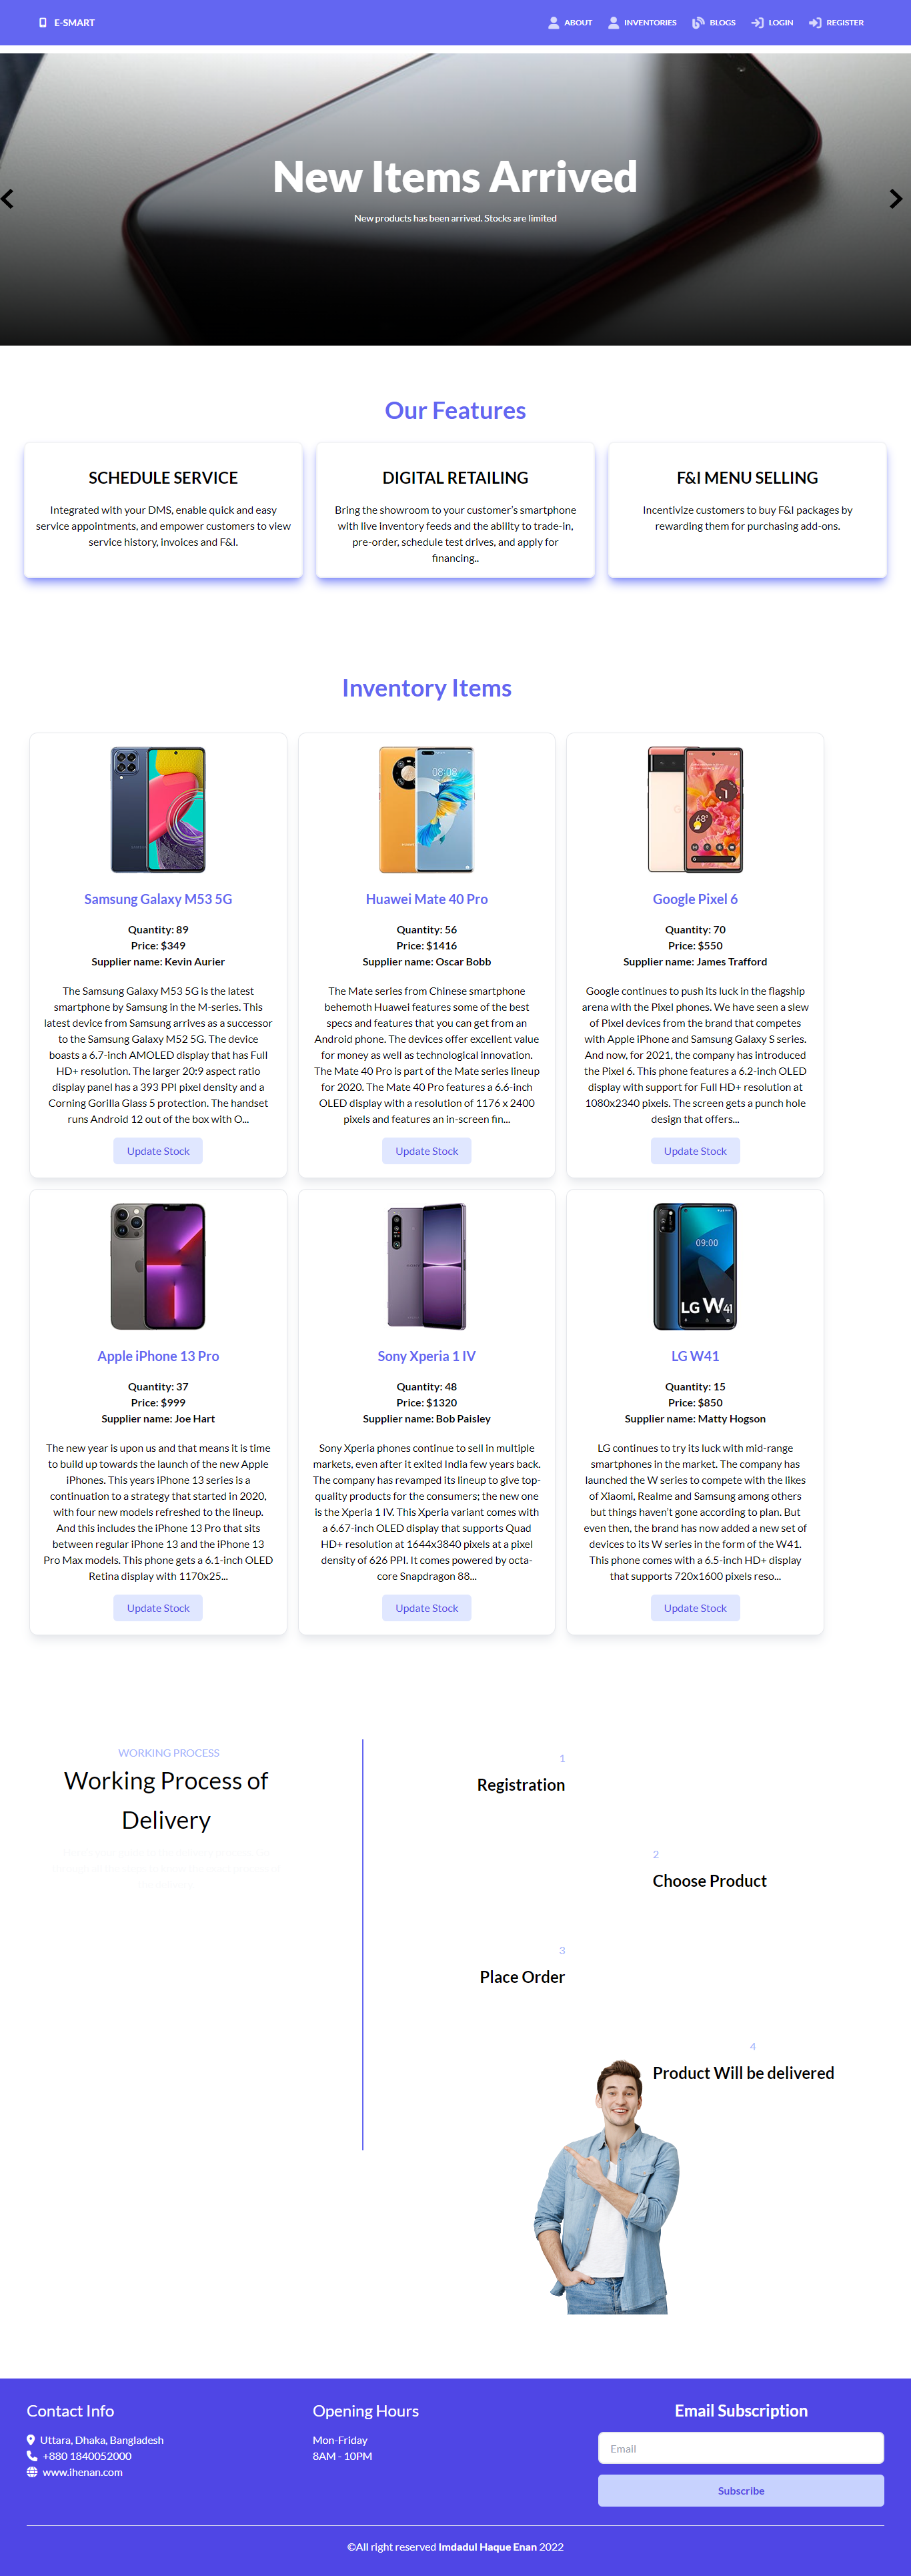 E-SMART
ABOUT
INVENTORIES
BLOGS
LOGIN
REGISTER
New Items Arrived
New products has been arrived. Stocks are limited
Our Features
SCHEDULE SERVICE
Integrated with your DMS, enable quick and easy
service appointments, and empower customers to view
service history, invoices and F&I.
DIGITAL RETAILING
Bring the showroom to your customer's smartphone
with live inventory feeds and the ability to trade-in,
pre-order, schedule test drives, and apply for
financing..
F&I MENU SELLING
Incentivize customers to buy F&I packages by
rewarding them for purchasing add-ons.
Inventory Items
Samsung Galaxy M53 5G
Quantity: 89
Price: $349
Supplier name: Kevin Aurier
The Samsung Galaxy M53 5G is the latest
smartphone by Samsung in the M-series. This
latest device from Samsung arrives as a successor
to the Samsung Galaxy M52 5G. The device
boasts a 6.7-inch AMOLED display that has Full
HD+ resolution. The larger 20:9 aspect ratio
display panel has a 393 PPI pixel density and a
Corning Gorilla Glass 5 protection. The handset
runs Android 12 out of the box with O...
Update Stock
08:08
Huawei Mate 40 Pro
Quantity: 56
Price: $1416
Supplier name: Oscar Bobb
The Mate series from Chinese smartphone
behemoth Huawei features some of the best
specs and features that you can get from an
Android phone. The devices offer excellent value
for money as well as technological innovation.
The Mate 40 Pro is part of the Mate series lineup
for 2020. The Mate 40 Pro features a 6.6-inch
OLED display with a resolution of 1176 x 2400
pixels and features an in-screen fin...
Update Stock
68°
Google Pixel 6
Quantity: 70
Price: $550
Supplier name: James Trafford
Google continues to push its luck in the flagship
arena with the Pixel phones. We have seen a slew
of Pixel devices from the brand that competes
with Apple iPhone and Samsung Galaxy S series.
And now, for 2021, the company has introduced
the Pixel 6. This phone features a 6.2-inch OLED
display with support for Full HD+ resolution at
1080x2340 pixels. The screen gets a punch hole
design that offers...
Update Stock
Apple iPhone 13 Pro
Quantity: 37
Price: $999
Supplier name: Joe Hart
The new year is upon us and that means it is time
to build up towards the launch of the new Apple
iPhones. This years iPhone 13 series is a
continuation to a strategy that started in 2020,
with four new models refreshed to the lineup.
And this includes the iPhone 13 Pro that sits
between regular iPhone 13 and the iPhone 13
Pro Max models. This phone gets a 6.1-inch OLED
Retina display with 1170x25...
Update Stock
Sony Xperia 1 IV
Quantity: 48
Price: $1320
Supplier name: Bob Paisley
Sony Xperia phones continue to sell in multiple
markets, even after it exited India few years back.
The company has revamped its lineup to give top-
quality products for the consumers; the new one
is the Xperia 1 IV. This Xperia variant comes with
a 6.67-inch OLED display that supports Quad
HD+ resolution at 1644x3840 pixels at a pixel
density of 626 PPI. It comes powered by octa-
core Snapdragon 88...
Update Stock
09:00
LG W41
LG W41
Quantity: 15
Price: $850
Supplier name: Matty Hogson
LG continues to try its luck with mid-range
smartphones in the market. The company has
launched the W series to compete with the likes
of Xiaomi, Realme and Samsung among others
but things haven't gone according to plan. But
even then, the brand has now added a new set of
devices to its W series in the form of the W41.
This phone comes with a 6.5-inch HD+ display
that supports 720x1600 pixels reso...
Update Stock
WORKING PROCESS
Working Process of
Delivery
1
Registration
2
Choose Product
3
Place Order
4
Product Will be delivered
Contact Info
Uttara, Dhaka, Bangladesh
+880 1840052000
www.ihenan.com
Opening Hours
Mon-Friday
8AM - 10PM
Email Subscription
Email
Subscribe
©All right reserved Imdadul Haque Enan 2022